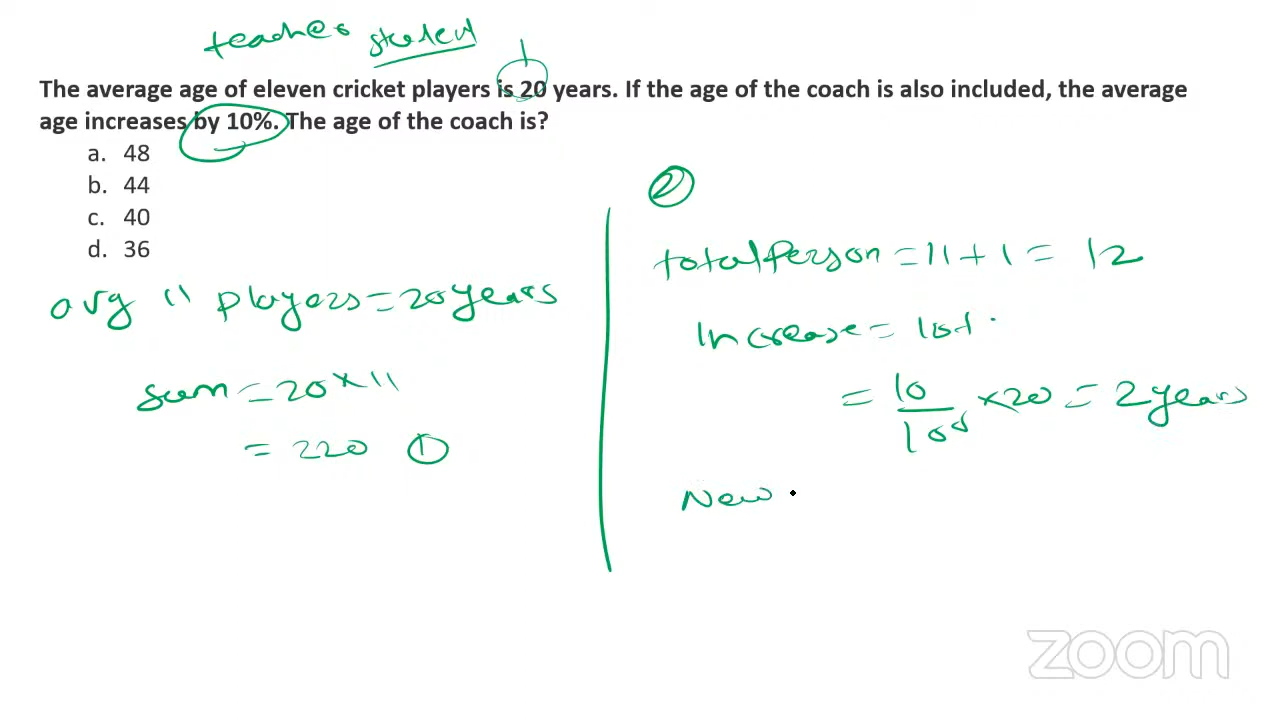 teacher student
The average age of eleven cricket players is 20 years. If the age of the coach is also included, the average
age increases by 10%. The age of the coach is?
a. 48
b. 44
c. 40
d. 36
avg 11 players = 20 years
sum = 20 × 11
= 220 ①
②
total Person = 11 + 1 = 12
Increase = 10%
= 10/100 × 20 = 2 years
New
zoom